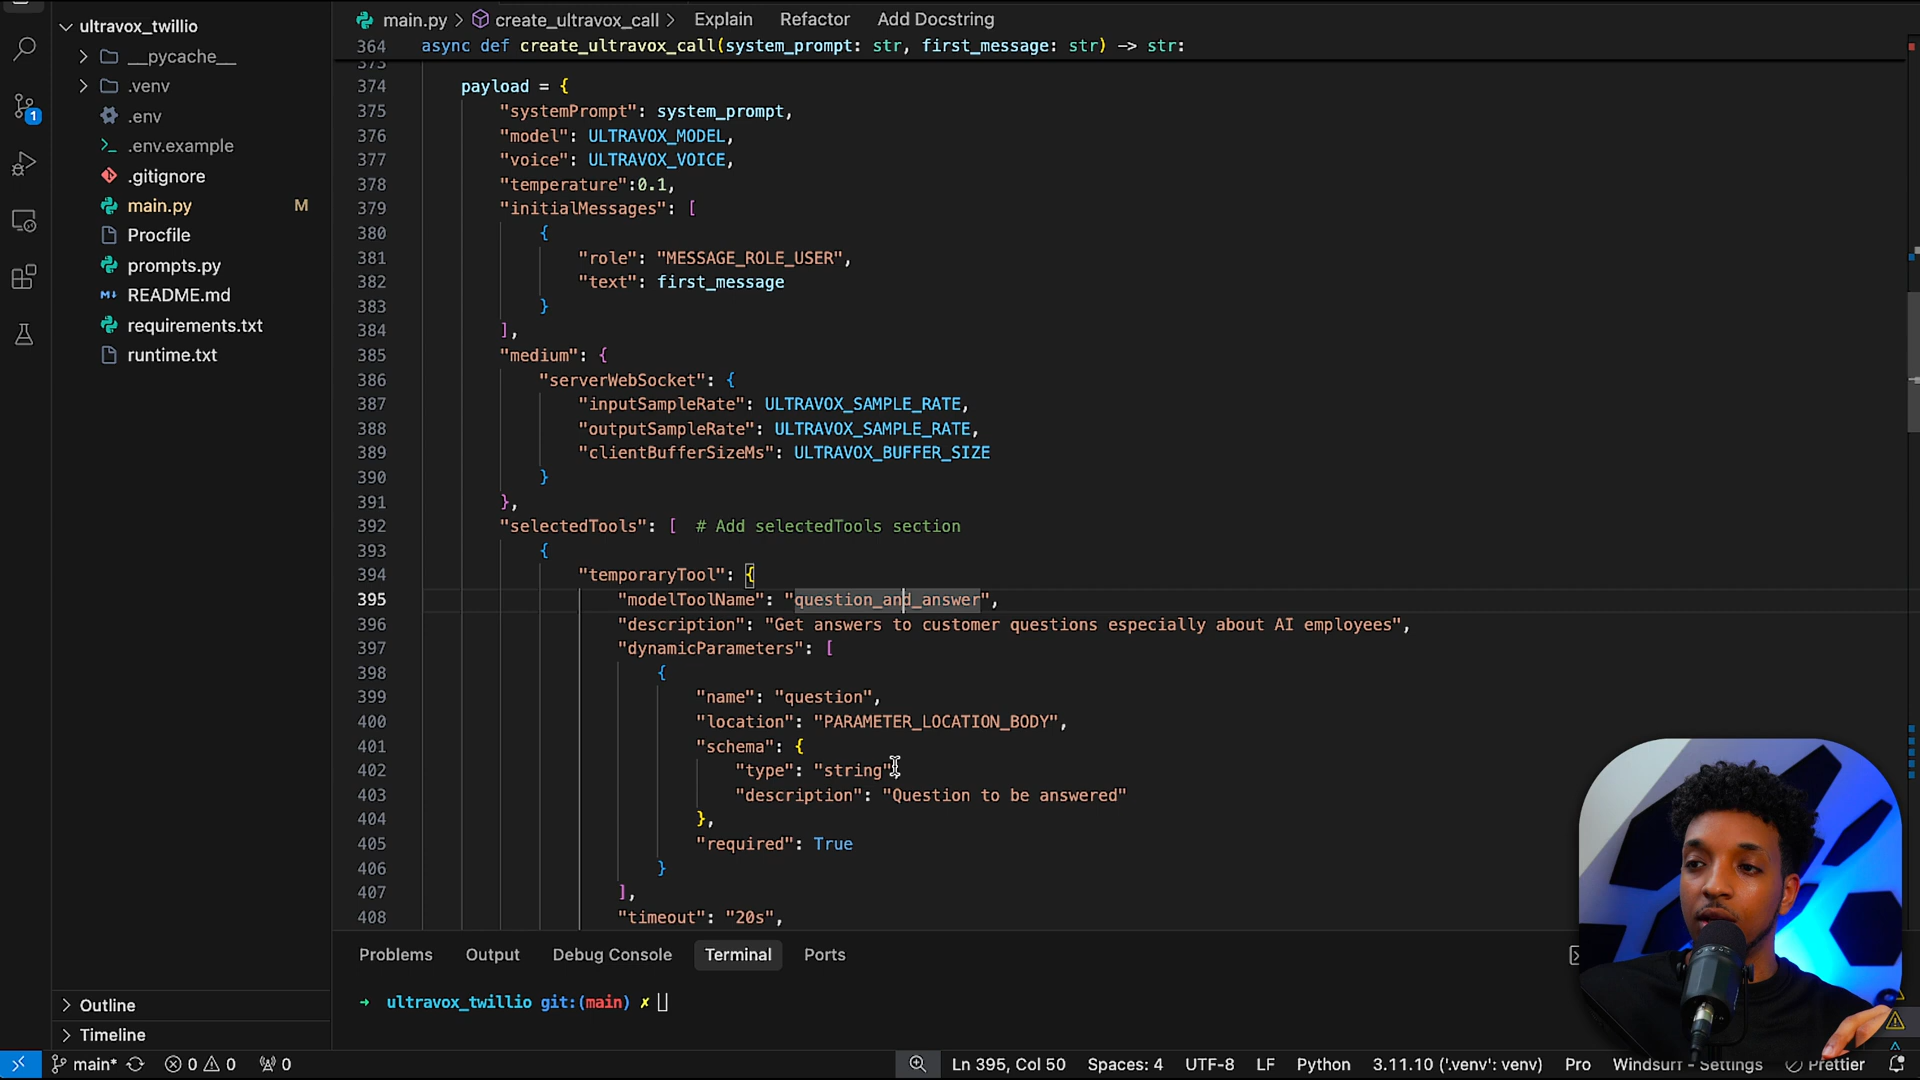 ultravox_twillio
__pycache__
.venv
.env
.env.example
.gitignore
main.py M
Procfile
prompts.py
README.md
requirements.txt
runtime.txt
Outline
Timeline
1
main.py > create_ultravox_call > Explain Refactor Add Docstring
364 async def create_ultravox_call(system_prompt: str, first_message: str) -> str:
373
374 payload = {
375 "systemPrompt": system_prompt,
376 "model": ULTRAVOX_MODEL,
377 "voice": ULTRAVOX_VOICE,
378 "temperature":0.1,
379 "initialMessages": [
380 {
381 "role": "MESSAGE_ROLE_USER",
382 "text": first_message
383 }
384 ],
385 "medium": {
386 "serverWebSocket": {
387 "inputSampleRate": ULTRAVOX_SAMPLE_RATE,
388 "outputSampleRate": ULTRAVOX_SAMPLE_RATE,
389 "clientBufferSizeMs": ULTRAVOX_BUFFER_SIZE
390 }
391 },
392 "selectedTools": [ # Add selectedTools section
393 {
394 "temporaryTool": {
395 "modelToolName": "question_and_answer",
396 "description": "Get answers to customer questions especially about AI employees",
397 "dynamicParameters": [
398 {
399 "name": "question",
400 "location": "PARAMETER_LOCATION_BODY",
401 "schema": {
402 "type": "string"
403 "description": "Question to be answered"
404 },
405 "required": True
406 }
407 ],
408 "timeout": "20s",
Problems Output Debug Console Terminal Ports
→ ultravox_twillio git:(main) ✗
main* 0 0 0 Ln 395, Col 50 Spaces: 4 UTF-8 LF Python 3.11.10 ('.venv': venv) Pro Windsurf - Settings Prettier